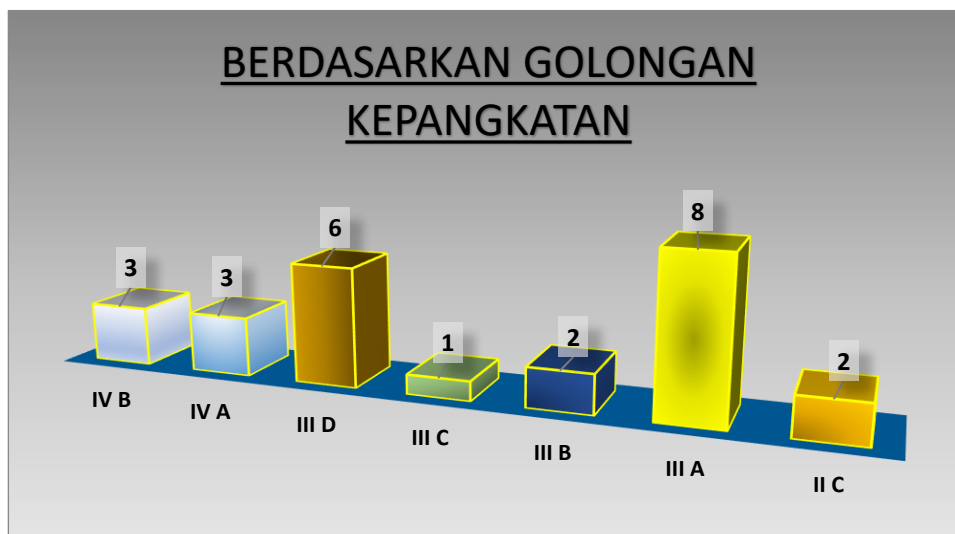 BERDASARKAN GOLONGAN
KEPANGKATAN
3
3
6
1
2
8
2
IV B
IV A
III D
III C
III B
III A
II C